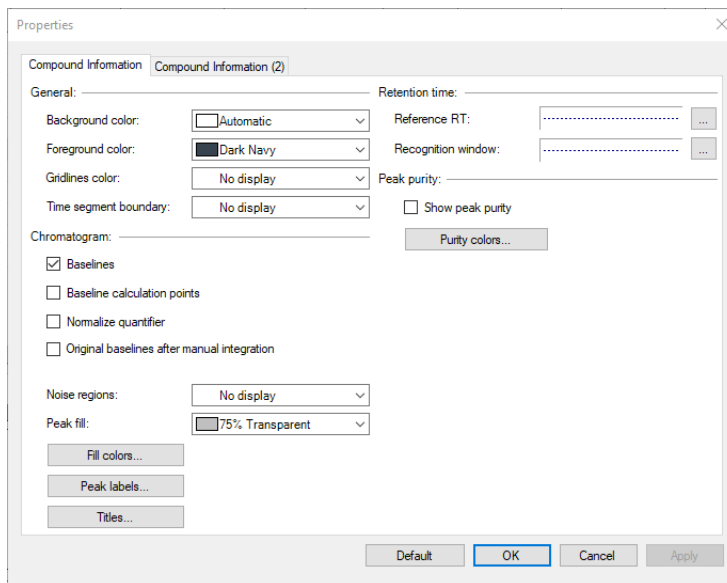 Properties
Compound Information
Compound Information (2)
General:
Background color:
Automatic
Foreground color:
Dark Navy
Gridlines color:
No display
Time segment boundary:
No display
Chromatogram:
Baselines
Baseline calculation points
Normalize quantifier
Original baselines after manual integration
Noise regions:
No display
Peak fill:
75% Transparent
Fill colors...
Peak labels...
Titles...
Retention time:
Reference RT:
...
Recognition window:
...
Peak purity:
Show peak purity
Purity colors...
Default
OK
Cancel
Apply